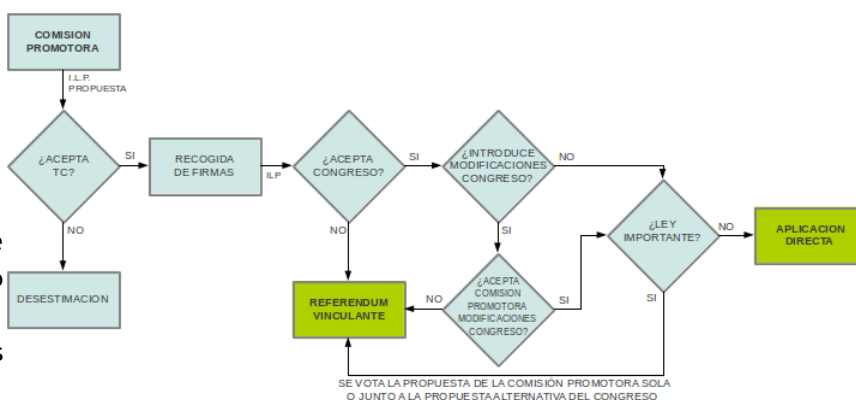 COMISION
PROMOTORA
I.L.P.
PROPUESTA
¿ACEPTA
TC?
SI
NO
DESESTIMACION
RECOGIDA
DE FIRMAS
ILP
¿ACEPTA
CONGRESO?
SI
NO
¿INTRODUCE
MODIFICACIONES
CONGRESO?
NO
SI
¿ACEPTA
COMISION
PROMOTORA
MODIFICACIONES
CONGRESO?
NO
SI
REFERENDUM
VINCULANTE
¿LEY
IMPORTANTE?
NO
SI
APLICACION
DIRECTA
SE VOTA LA PROPUESTA DE LA COMISIÓN PROMOTORA SOLA
O JUNTO A LA PROPUESTA ALTERNATIVA DEL CONGRESO